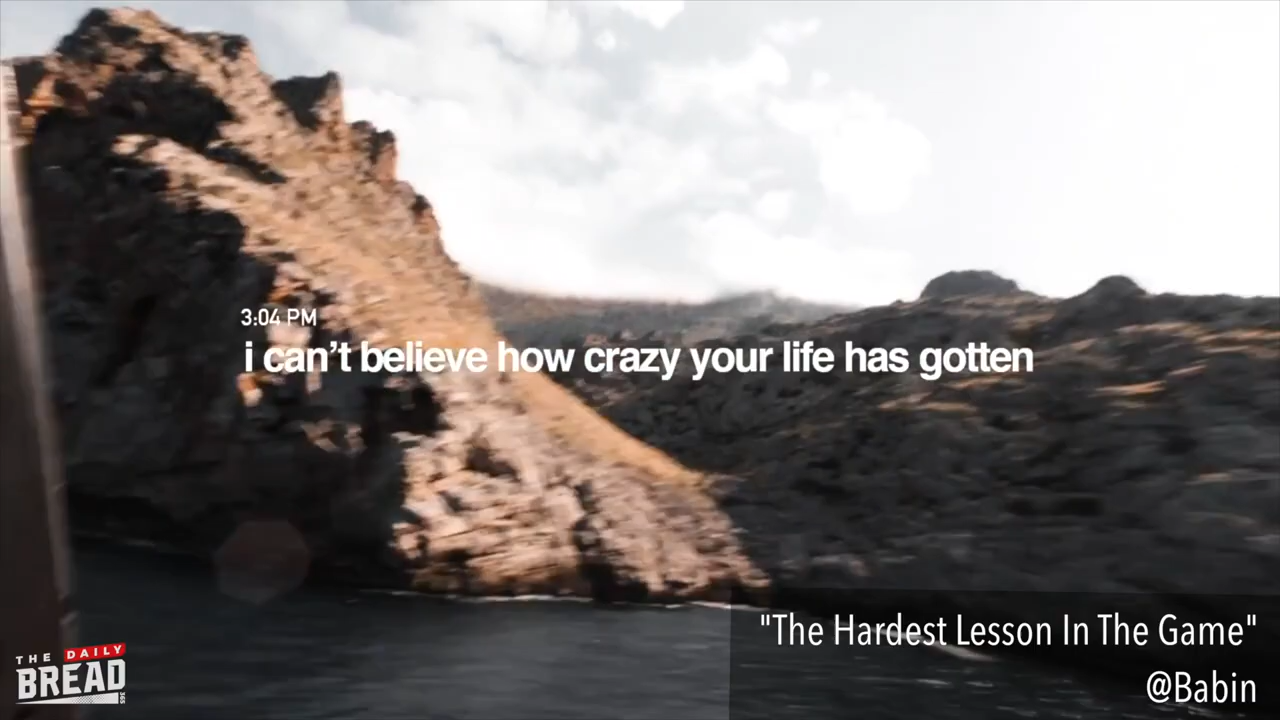 3:04 PM
i can't believe how crazy your life has gotten
"The Hardest Lesson In The Game"
@Babin
THE DAILY
BREAD
365